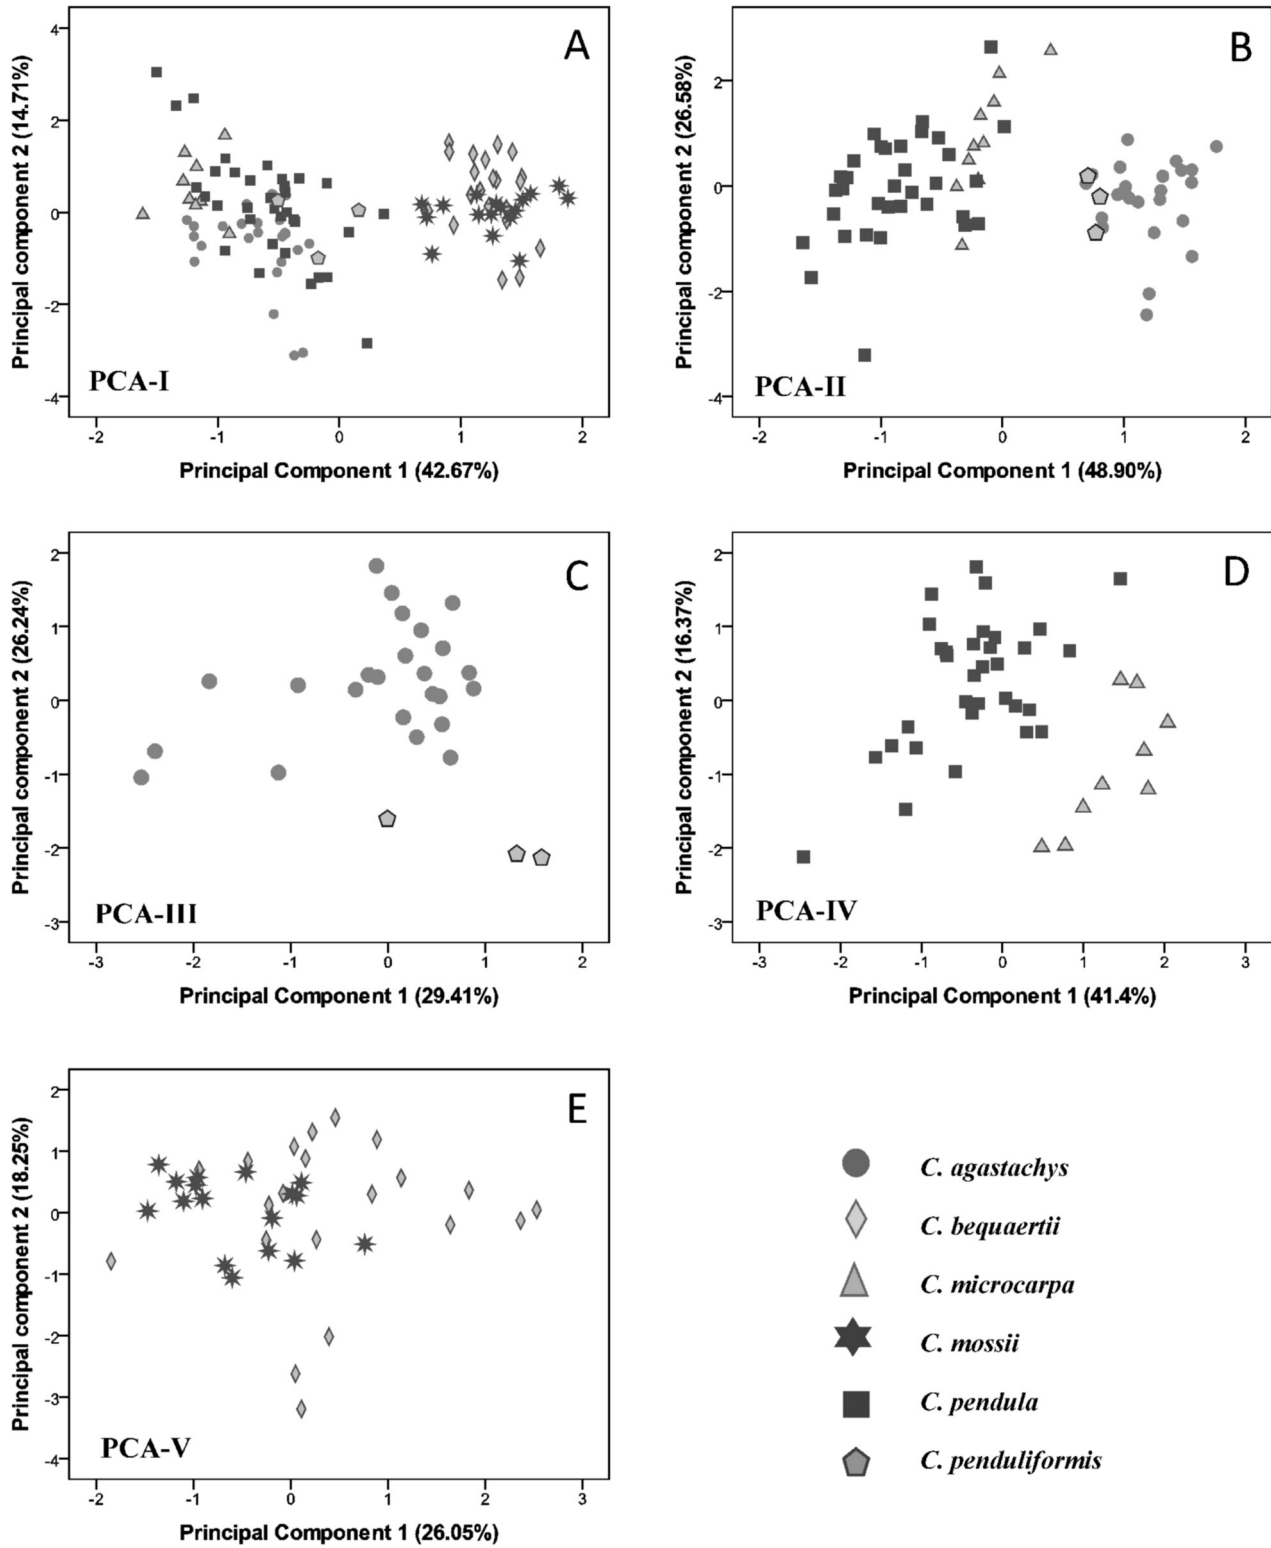 A
Principal Component 2 (14.71%)
4
2
0
-2
-4
PCA-I
-2 -1 0 1 2
Principal Component 1 (42.67%)
B
Principal component 2 (26.58%)
2
0
-2
-4
PCA-II
-2 -1 0 1 2
Principal Component 1 (48.90%)
C
Principal component 2 (26.24%)
2
1
0
-1
-2
-3
PCA-III
-3 -2 -1 0 1 2
Principal Component 1 (29.41%)
D
Principal component 2 (16.37%)
2
1
0
-1
-2
-3
PCA-IV
-3 -2 -1 0 1 2 3
Principal Component 1 (41.4%)
E
Principal component 2 (18.25%)
2
1
0
-1
-2
-3
-4
PCA-V
-2 -1 0 1 2 3
Principal Component 1 (26.05%)
C. agastachys
C. bequaertii
C. microcarpa
C. mossii
C. pendula
C. penduliformis